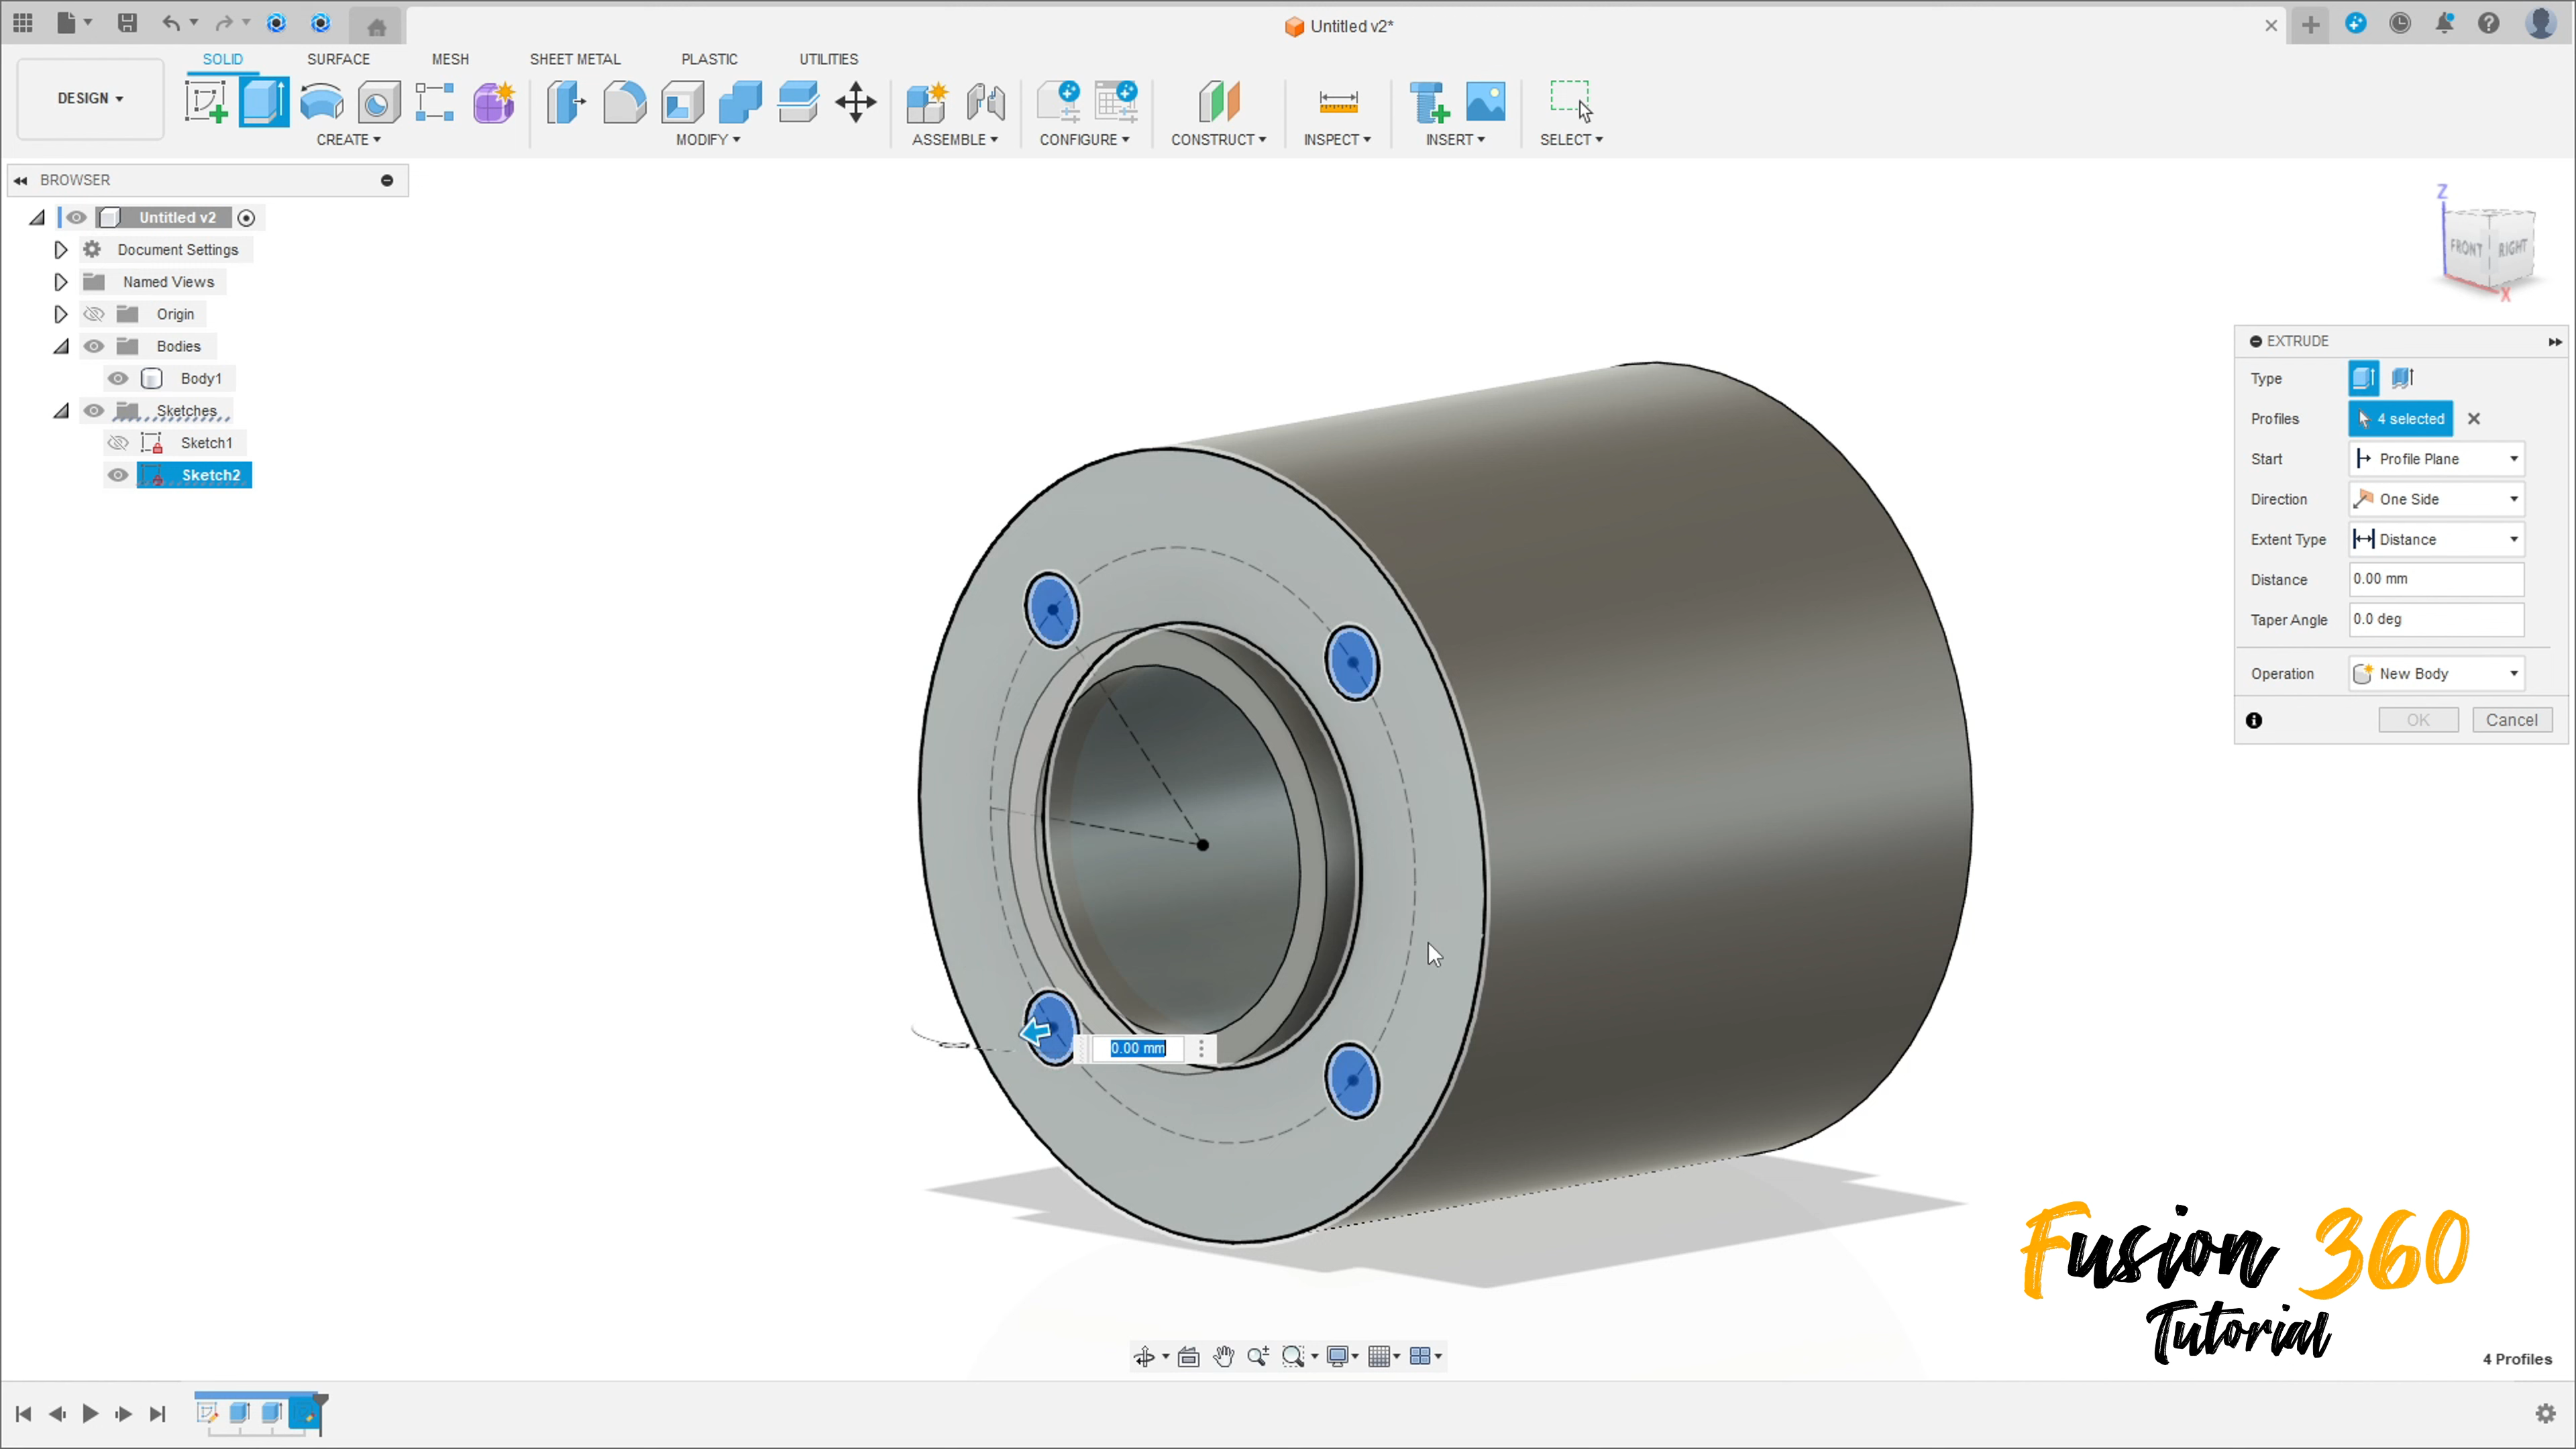 Untitled v2*
SOLID SURFACE MESH SHEET METAL PLASTIC UTILITIES
DESIGN
CREATE MODIFY ASSEMBLE CONFIGURE CONSTRUCT INSPECT INSERT SELECT
BROWSER
Untitled v2
Document Settings
Named Views
Origin
Bodies
Body1
Sketches
Sketch1
Sketch2
Z
FRONT RIGHT
X
EXTRUDE
Type
Profiles 4 selected
Start Profile Plane
Direction One Side
Extent Type Distance
Distance 0.00 mm
Taper Angle 0.0 deg
Operation New Body
OK Cancel
0.00 mm
Fusion 360
Tutorial
4 Profiles